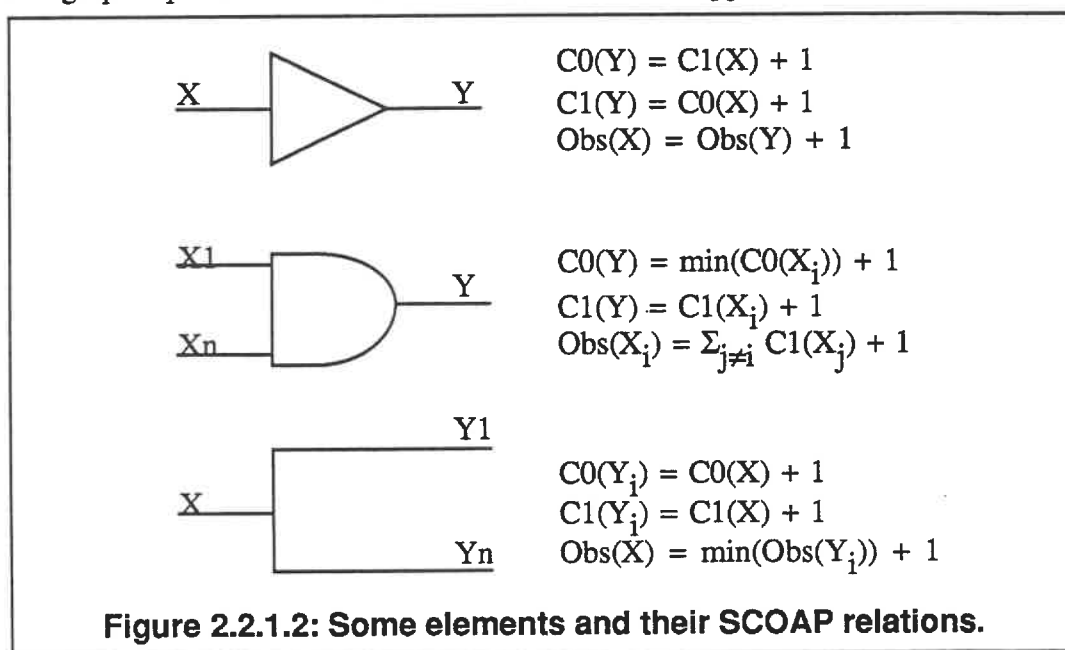 X
Y
C0(Y) = C1(X) + 1
C1(Y) = C0(X) + 1
Obs(X) = Obs(Y) + 1
X1
Xn
Y
C0(Y) = min(C0(Xi)) + 1
C1(Y) = C1(Xi) + 1
Obs(Xi) = Σj≠i C1(Xj) + 1
X
Y1
Yn
C0(Yi) = C0(X) + 1
C1(Yi) = C1(X) + 1
Obs(X) = min(Obs(Yi)) + 1
Figure 2.2.1.2: Some elements and their SCOAP relations.